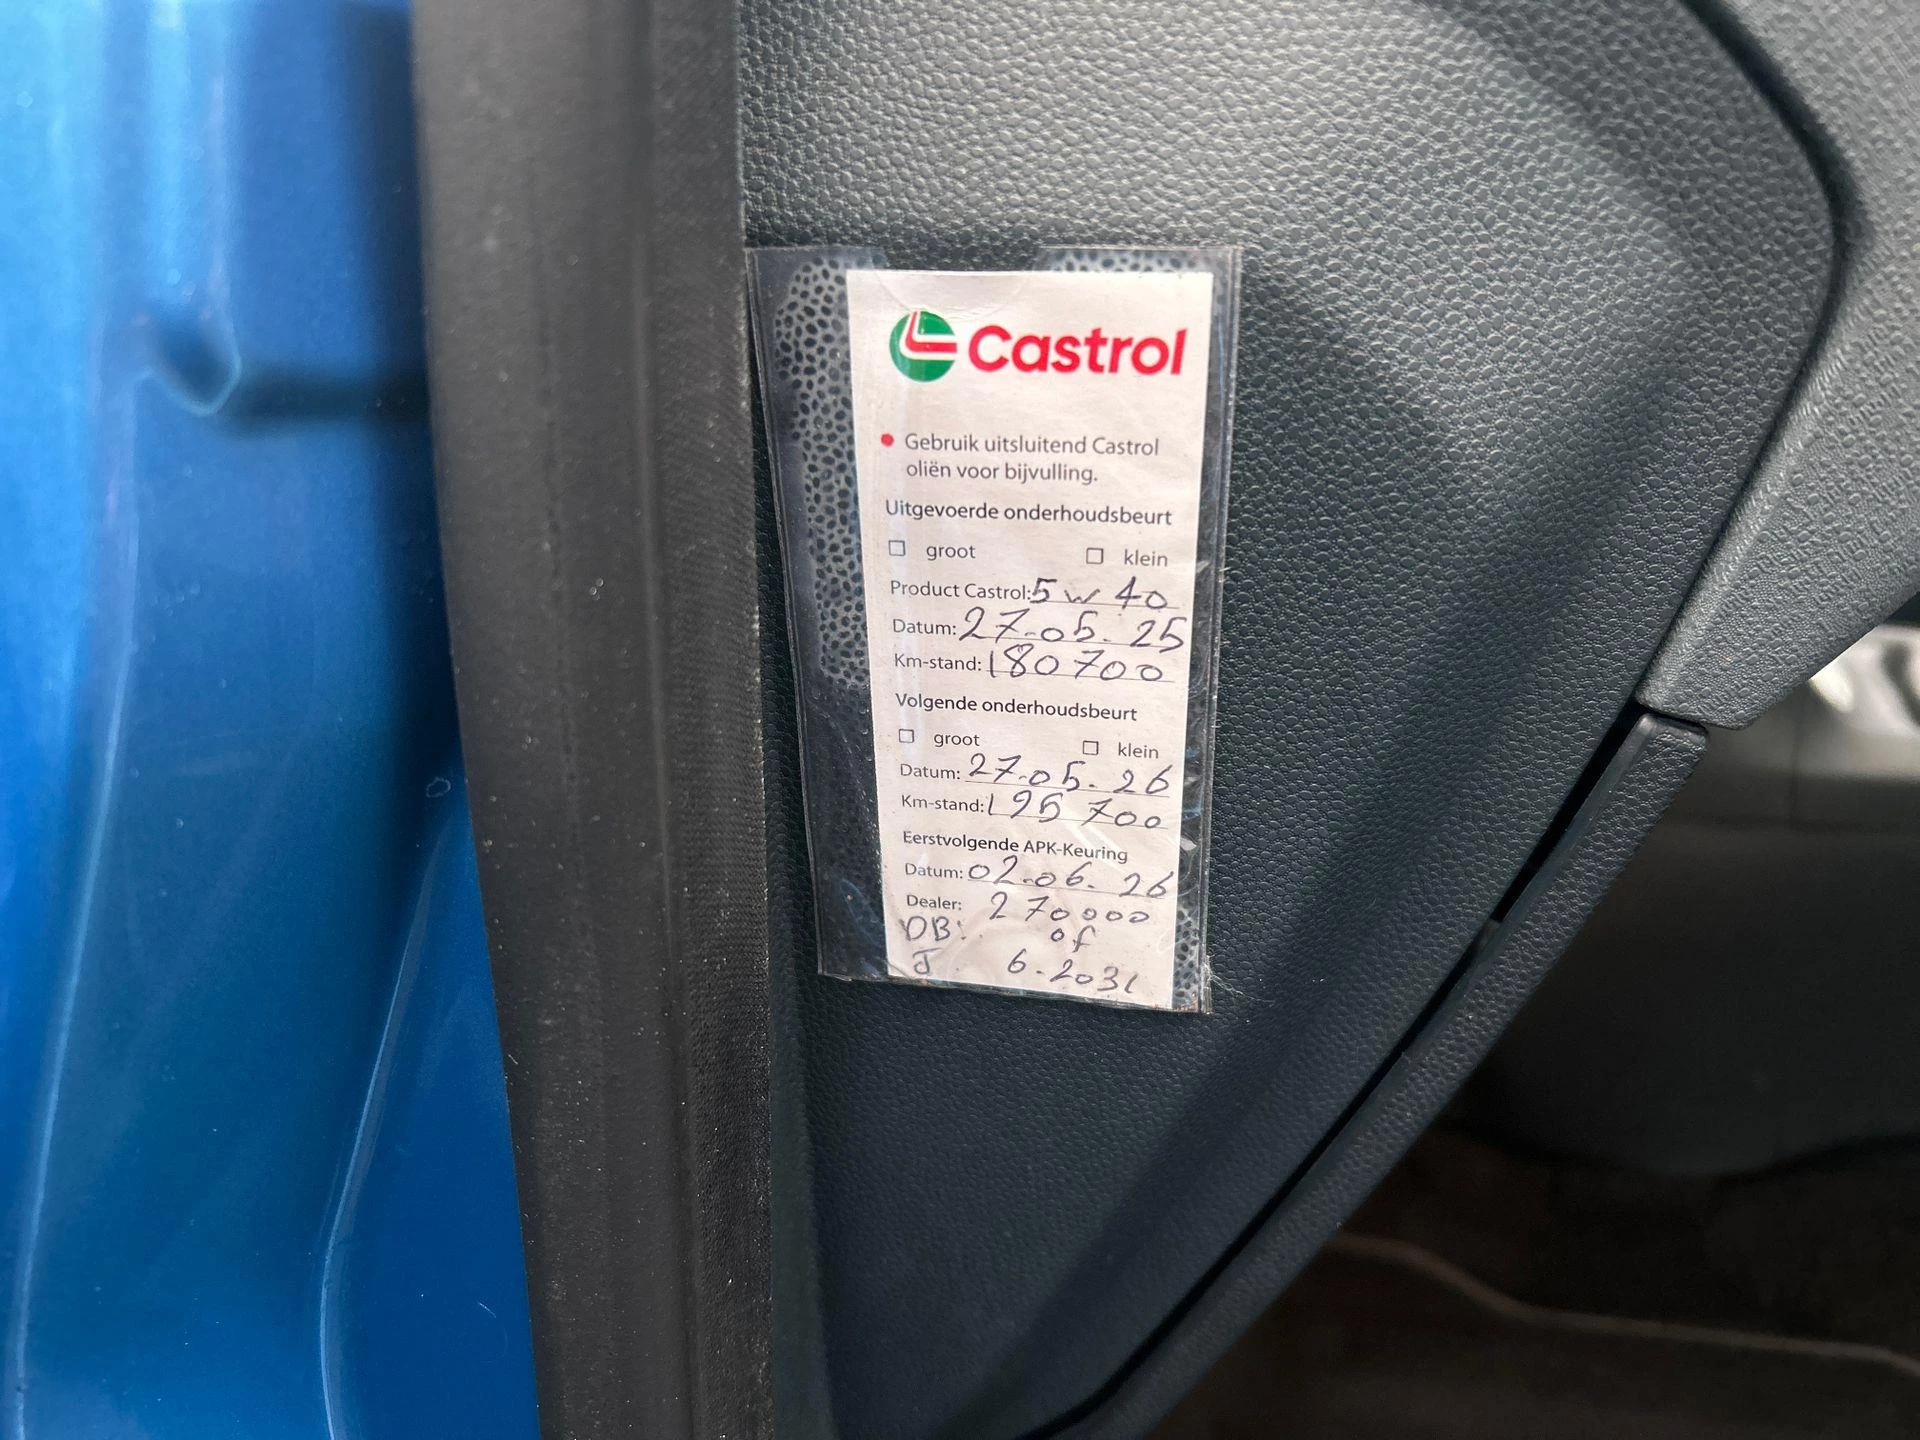 Castrol
Gebruik uitsluitend Castrol
oliën voor bijvulling.
Uitgevoerde onderhoudsbeurt
groot klein
Product Castrol: 5w40
Datum: 27-05-25
Km-stand: 180700
Volgende onderhoudsbeurt
groot klein
Datum: 27-05-26
Km-stand: 195700
Eerstvolgende APK-Keuring
Datum: 02-06-26
Dealer: 270000
DB: of
J 6-2031